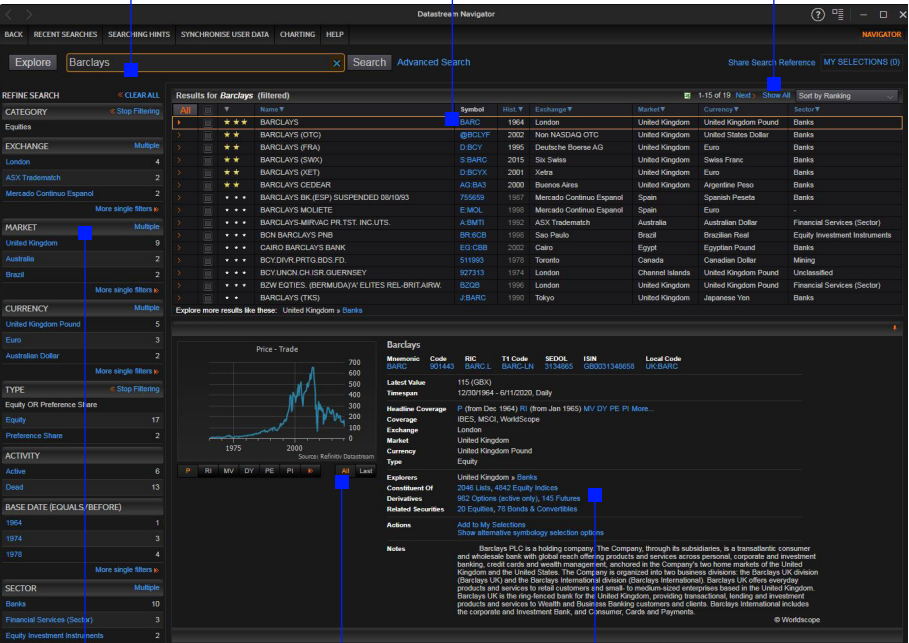 Datastream Navigator
BACK RECENT SEARCHES SEARCHING HINTS SYNCHRONISE USER DATA CHARTING HELP NAVIGATOR
Explore Barclays × Search Advanced Search Share Search Reference MY SELECTIONS (0)
REFINE SEARCH « CLEAR ALL
CATEGORY « Stop Filtering
Equities
EXCHANGE Multiple
London 4
ASX Tradematch 2
Mercado Continuo Espanol 2
More single filters »
MARKET Multiple
United Kingdom 9
Australia 2
Brazil 2
More single filters »
CURRENCY Multiple
United Kingdom Pound 5
Euro 3
Australian Dollar 2
More single filters »
TYPE « Stop Filtering
Equity OR Preference Share
Equity 17
Preference Share 2
ACTIVITY
Active 6
Dead 13
BASE DATE (EQUALS/BEFORE)
1964 1
1974 3
1978 4
More single filters »
SECTOR Multiple
Banks 10
Financial Services (Sector) 3
Equity Investment Instruments 2
Results for Barclays (filtered) 1-15 of 19 Next > Show All Sort by Ranking
All Name Symbol Hist. Exchange Market Currency Sector
BARCLAYS BARC 1964 London United Kingdom United Kingdom Pound Banks
BARCLAYS (OTC) @BCLYF 2002 Non NASDAQ OTC United Kingdom United States Dollar Banks
BARCLAYS (FRA) D:BCY 1995 Deutsche Boerse AG United Kingdom Euro Banks
BARCLAYS (SWX) S:BARC 2015 Six Swiss United Kingdom Swiss Franc Banks
BARCLAYS (XET) D:BCYX 2001 Xetra United Kingdom Euro Banks
BARCLAYS CEDEAR AG:BA3 2000 Buenos Aires United Kingdom Argentine Peso Banks
BARCLAYS BK.(ESP) SUSPENDED 08/10/93 755659 1987 Mercado Continuo Espanol Spain Spanish Peseta Banks
BARCLAYS MOLIETE E:MOL 1998 Mercado Continuo Espanol Spain Euro -
BARCLAYS-MIRVAC PR.TST. INC.UTS. A:BMTI 1992 ASX Tradematch Australia Australian Dollar Financial Services (Sector)
BCN BARCLAYS PNB BR:6CB 1996 Sao Paulo Brazil Brazilian Real Equity Investment Instruments
CAIRO BARCLAYS BANK EG:CBB 2002 Cairo Egypt Egyptian Pound Banks
BCY.DIVR.PRTG.BDS.FD. 511993 1978 Toronto Canada Canadian Dollar Mining
BCY.UNCN.CH.ISR.GUERNSEY 927313 1974 London Channel Islands United Kingdom Pound Unclassified
BZW EQTIES. (BERMUDA)'A' ELITES REL-BRIT.AIRW. BZQB 1996 London United Kingdom United Kingdom Pound Financial Services (Sector)
BARCLAYS (TKS) J:BARC 1990 Tokyo United Kingdom Japanese Yen Banks
Explore more results like these: United Kingdom » Banks
Price - Trade
700
600
500
400
300
200
100
0
1975 2000
Source: Refinitiv Datastream
P RI MV DY PE PI » All Last
Barclays
Mnemonic Code RIC T1 Code SEDOL ISIN Local Code
BARC 901443 BARC.L BARC-LN 3134865 GB0031348658 UK:BARC
Latest Value 115 (GBX)
Timespan 12/30/1964 - 6/11/2020, Daily
Headline Coverage P (from Dec 1964) RI (from Jan 1965) MV DY PE PI More...
Coverage IBES, MSCI, WorldScope
Exchange London
Market United Kingdom
Currency United Kingdom Pound
Type Equity
Explorers United Kingdom » Banks
Constituent Of 2046 Lists, 4842 Equity Indices
Derivatives 982 Options (active only), 145 Futures
Related Securities 20 Equities, 78 Bonds & Convertibles
Actions Add to My Selections
Show alternative symbology selection options
Notes Barclays PLC is a holding company. The Company, through its subsidiaries, is a transatlantic consumer
and wholesale bank with global reach offering products and services across personal, corporate and investment
banking, credit cards and wealth management, anchored in the Company's two home markets of the United
Kingdom and the United States. The Company is organized into two business divisions: the Barclays UK division
(Barclays UK) and the Barclays International division (Barclays International). Barclays UK offers everyday
products and services to retail customers and small- to medium-sized enterprises based in the United Kingdom.
Barclays UK is the ring-fenced bank for the United Kingdom, providing transactional, lending and investment
products and services to Wealth and Business Banking customers and clients. Barclays International includes
the corporate and Investment Bank, and Consumer, Cards and Payments.
© Worldscope